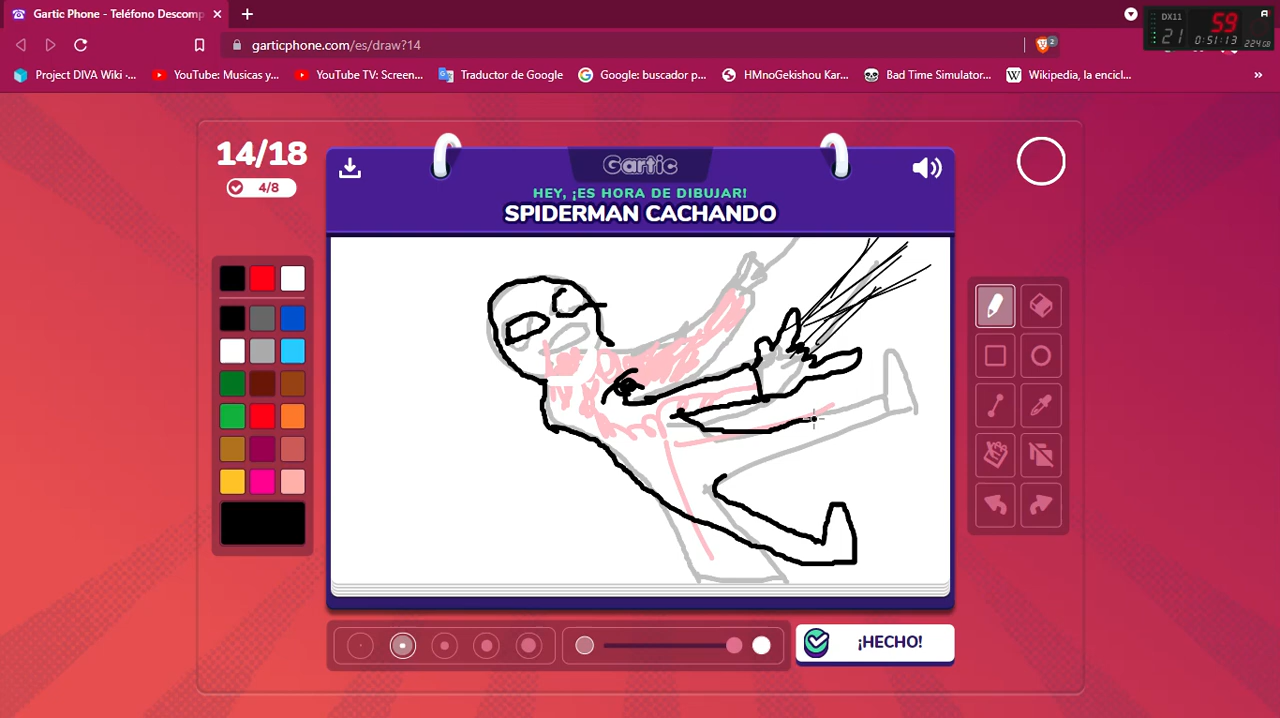 Gartic Phone - Teléfono Descomp
DX11
59
21
0:51:13
224GB
garticphone.com/es/draw?14
2
Project DIVA Wiki -...
YouTube: Musicas y...
YouTube TV: Screen...
Traductor de Google
Google: buscador p...
HMnoGekishou Kar...
Bad Time Simulator...
Wikipedia, la encicl...
»
14/18
4/8
Gartic
HEY, ¡ES HORA DE DIBUJAR!
SPIDERMAN CACHANDO
¡HECHO!